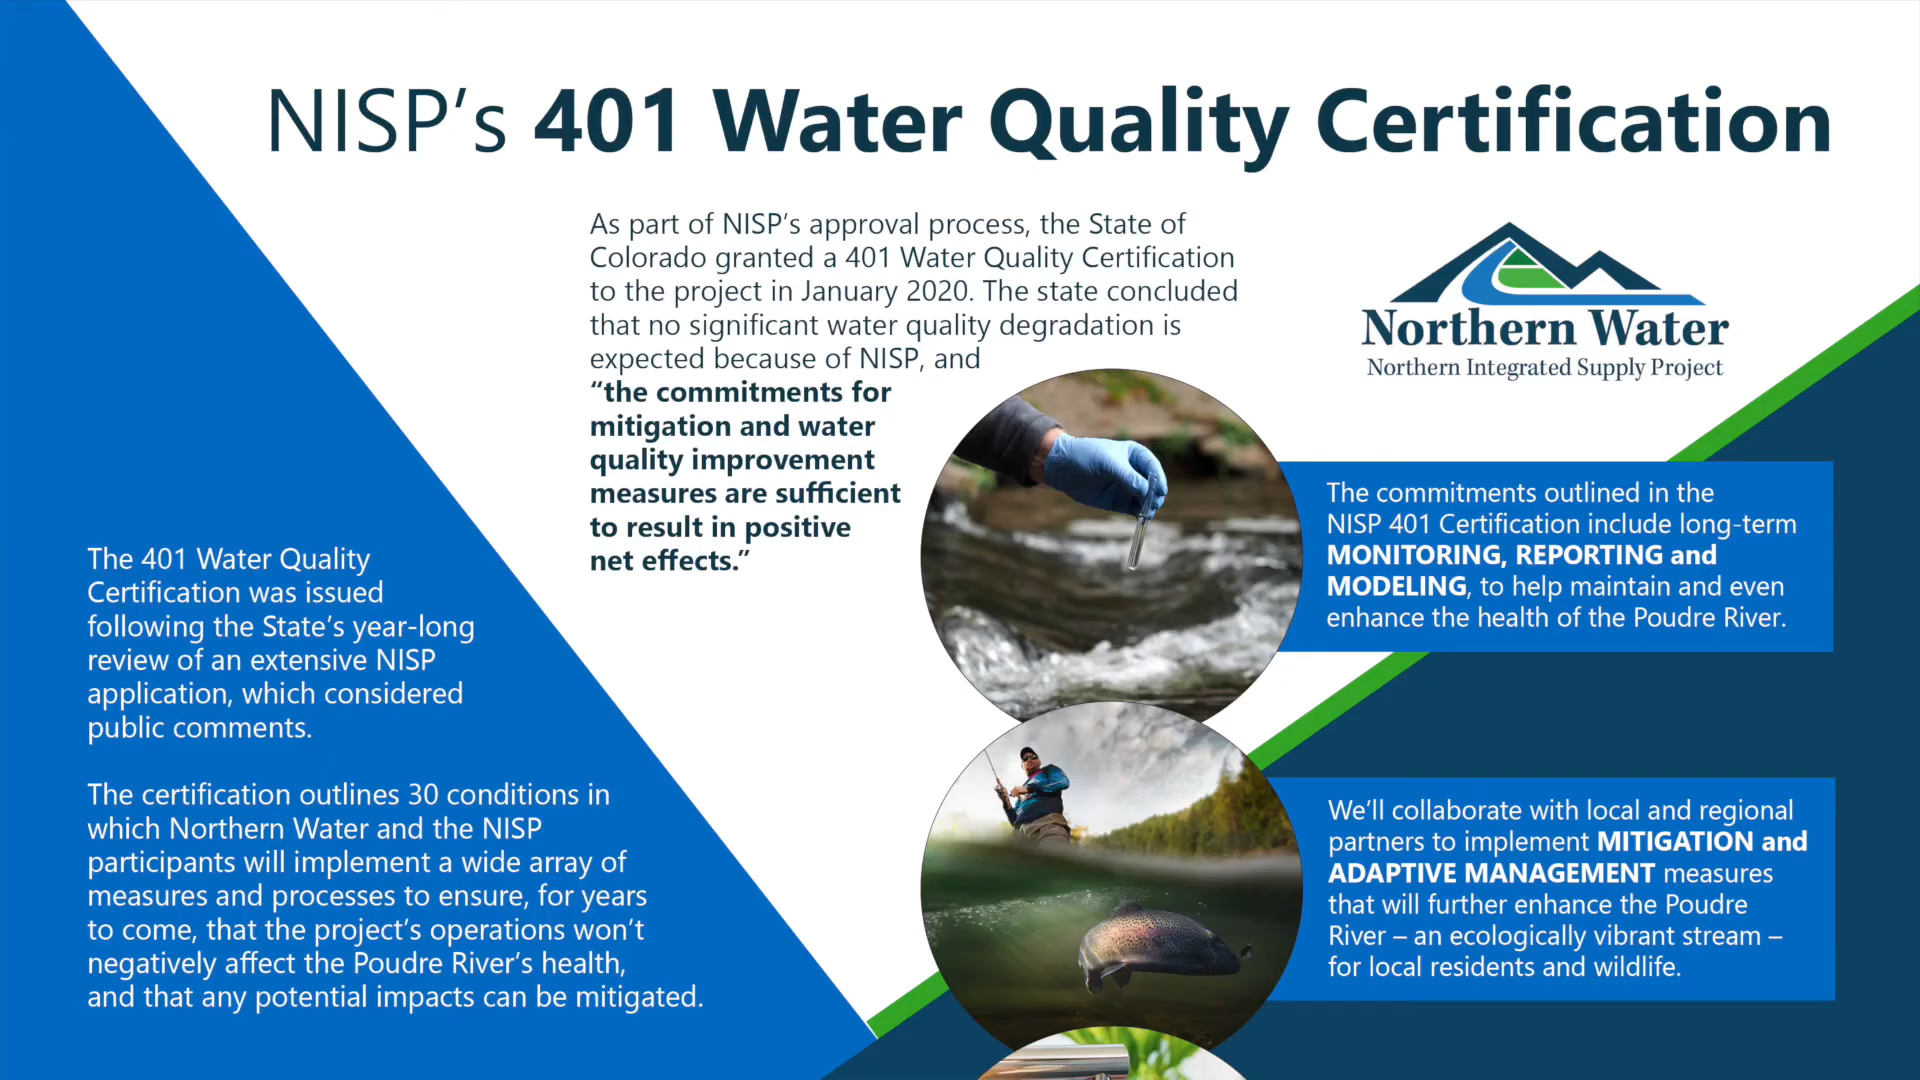 NISP’s 401 Water Quality Certification
As part of NISP’s approval process, the State of
Colorado granted a 401 Water Quality Certification
to the project in January 2020. The state concluded
that no significant water quality degradation is
expected because of NISP, and
“the commitments for
mitigation and water
quality improvement
measures are sufficient
to result in positive
net effects.”
Northern Water
Northern Integrated Supply Project
The 401 Water Quality
Certification was issued
following the State’s year-long
review of an extensive NISP
application, which considered
public comments.
The certification outlines 30 conditions in
which Northern Water and the NISP
participants will implement a wide array of
measures and processes to ensure, for years
to come, that the project’s operations won’t
negatively affect the Poudre River’s health,
and that any potential impacts can be mitigated.
The commitments outlined in the
NISP 401 Certification include long-term
MONITORING, REPORTING and
MODELING, to help maintain and even
enhance the health of the Poudre River.
We’ll collaborate with local and regional
partners to implement MITIGATION and
ADAPTIVE MANAGEMENT measures
that will further enhance the Poudre
River – an ecologically vibrant stream –
for local residents and wildlife.